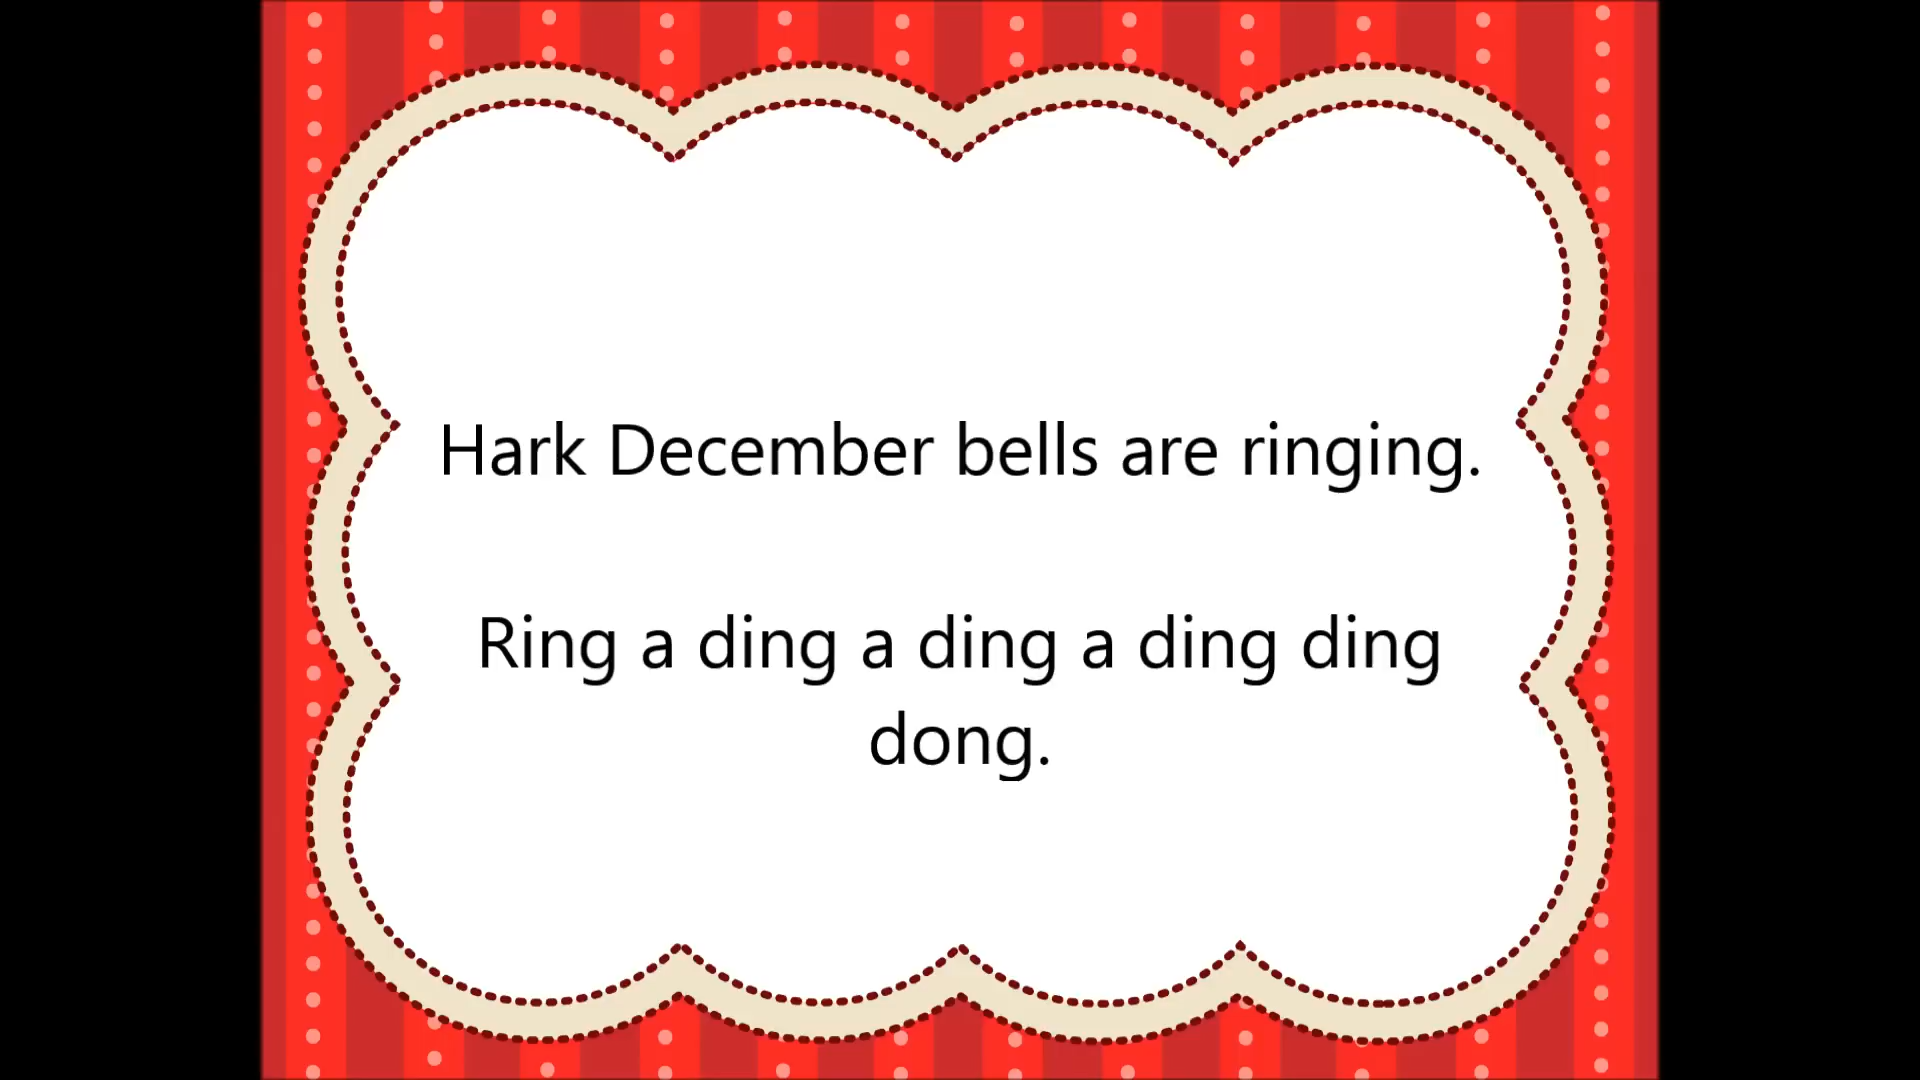 Hark December bells are ringing.
Ring a ding a ding a ding ding
dong.